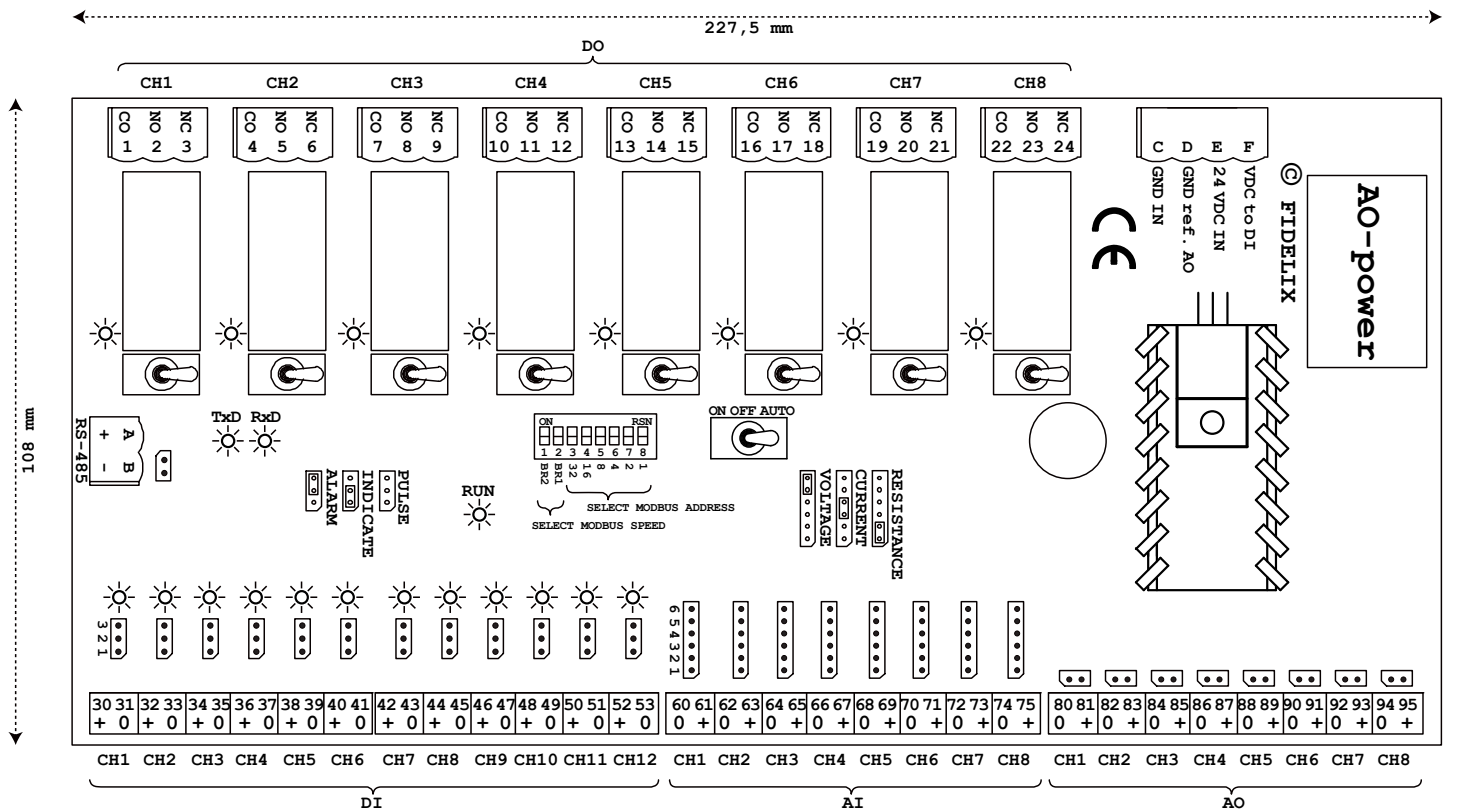 227,5 mm
DO
CH1 CH2 CH3 CH4 CH5 CH6 CH7 CH8
CO NO NC CO NO NC CO NO NC CO NO NC CO NO NC CO NO NC CO NO NC CO NO NC
1 2 3 4 5 6 7 8 9 10 11 12 13 14 15 16 17 18 19 20 21 22 23 24
C D E F
GND IN
GND ref. AO
24 VDC IN
VDC to DI
© FIDELIX
AO-power
CE
108 mm
RS-485
+ A
- B
TxD RxD
ON RSN
1 2 3 4 5 6 7 8
BR2 BR1 32 16 8 4 2 1
SELECT MODBUS ADDRESS
SELECT MODBUS SPEED
ON OFF AUTO
ALARM
INDICATE
PULSE
RUN
VOLTAGE
CURRENT
RESISTANCE
3 2 1
6 5 4 3 2 1
30 31 32 33 34 35 36 37 38 39 40 41 42 43 44 45 46 47 48 49 50 51 52 53
+ 0 + 0 + 0 + 0 + 0 + 0 + 0 + 0 + 0 + 0 + 0 + 0
60 61 62 63 64 65 66 67 68 69 70 71 72 73 74 75
0 + 0 + 0 + 0 + 0 + 0 + 0 + 0 +
80 81 82 83 84 85 86 87 88 89 90 91 92 93 94 95
0 + 0 + 0 + 0 + 0 + 0 + 0 + 0 +
CH1 CH2 CH3 CH4 CH5 CH6 CH7 CH8 CH9 CH10 CH11 CH12
CH1 CH2 CH3 CH4 CH5 CH6 CH7 CH8
CH1 CH2 CH3 CH4 CH5 CH6 CH7 CH8
DI
AI
AO